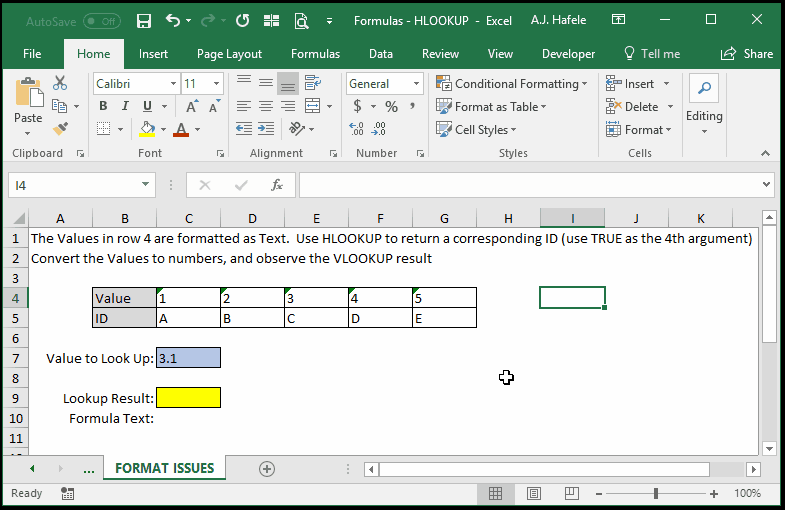 AutoSave Off Formulas - HLOOKUP - Excel A.J. Hafele
File Home Insert Page Layout Formulas Data Review View Developer Tell me Share
Paste
Calibri 11
B I U A A
A
General
$ % ,
←.0 .00 .00 →.0
Conditional Formatting
Format as Table
Cell Styles
Insert
Delete
Format
Editing
Clipboard Font Alignment Number Styles Cells
I4 fx
A B C D E F G H I J K
1 The Values in row 4 are formatted as Text. Use HLOOKUP to return a corresponding ID (use TRUE as the 4th argument)
2 Convert the Values to numbers, and observe the VLOOKUP result
3
4 Value 1 2 3 4 5
5 ID A B C D E
6
7 Value to Look Up: 3.1
8
9 Lookup Result:
10 Formula Text:
11
... FORMAT ISSUES
Ready 100%